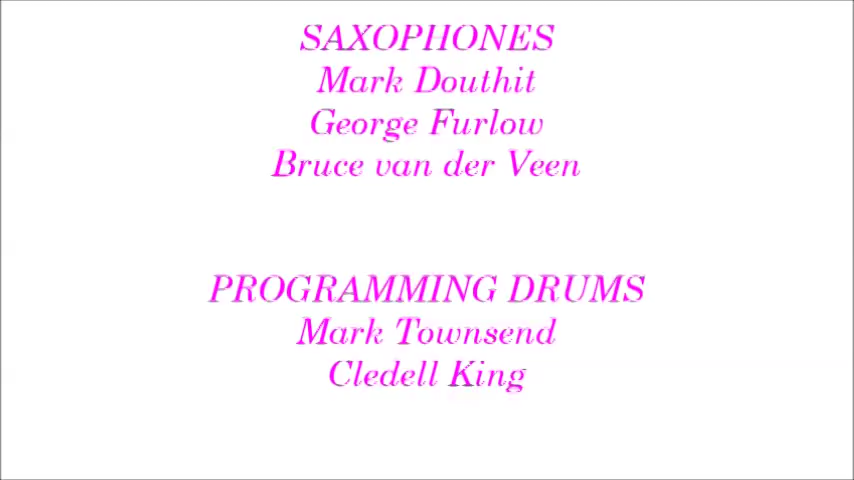 SAXOPHONES
Mark Douthit
George Furlow
Bruce van der Veen
PROGRAMMING DRUMS
Mark Townsend
Cledell King